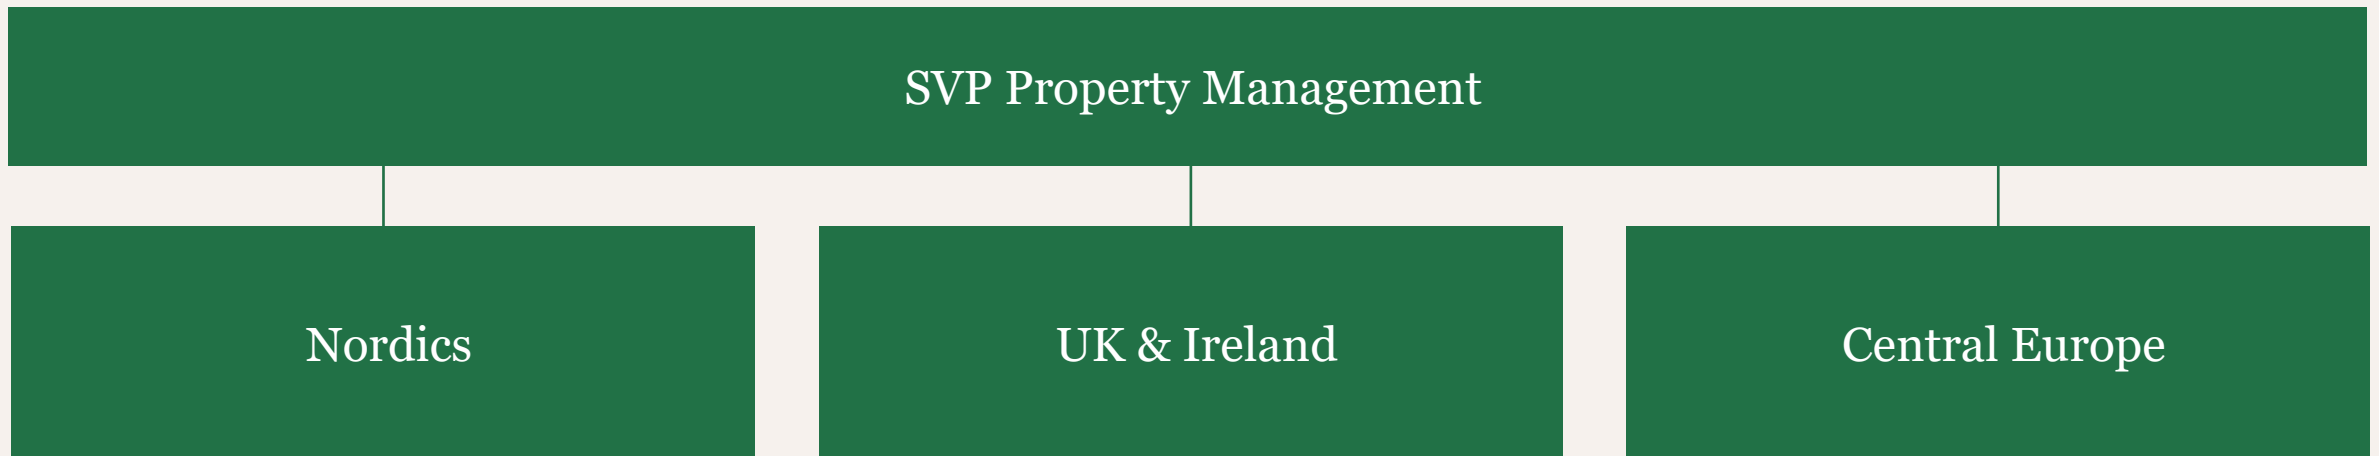 SVP Property Management
Nordics
UK & Ireland
Central Europe